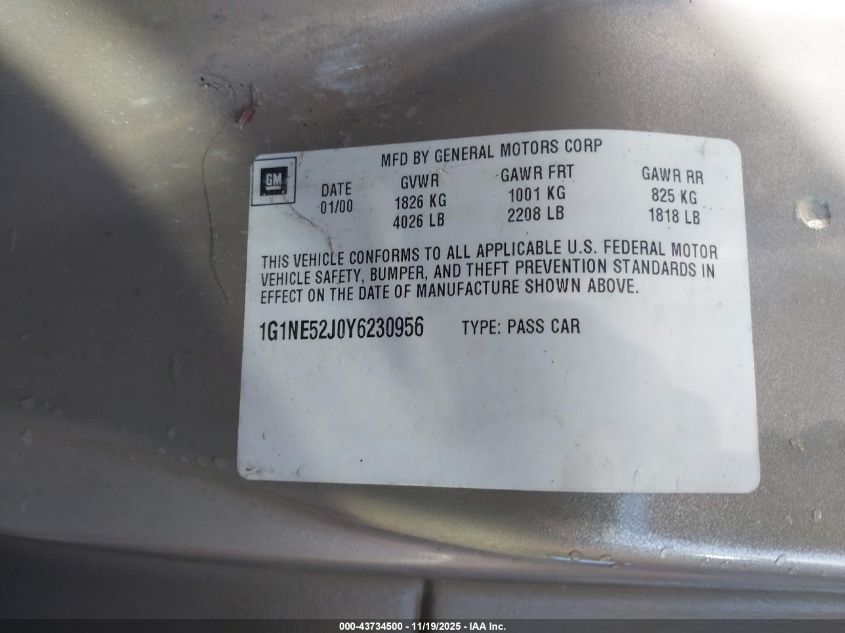 MFD BY GENERAL MOTORS CORP
GM
DATE GVWR GAWR FRT GAWR RR
01/00 1826 KG 1001 KG 825 KG
4026 LB 2208 LB 1818 LB
THIS VEHICLE CONFORMS TO ALL APPLICABLE U.S. FEDERAL MOTOR
VEHICLE SAFETY, BUMPER, AND THEFT PREVENTION STANDARDS IN
EFFECT ON THE DATE OF MANUFACTURE SHOWN ABOVE.
1G1NE52J0Y6230956 TYPE: PASS CAR
000-43734500 - 11/19/2025 - IAA Inc.